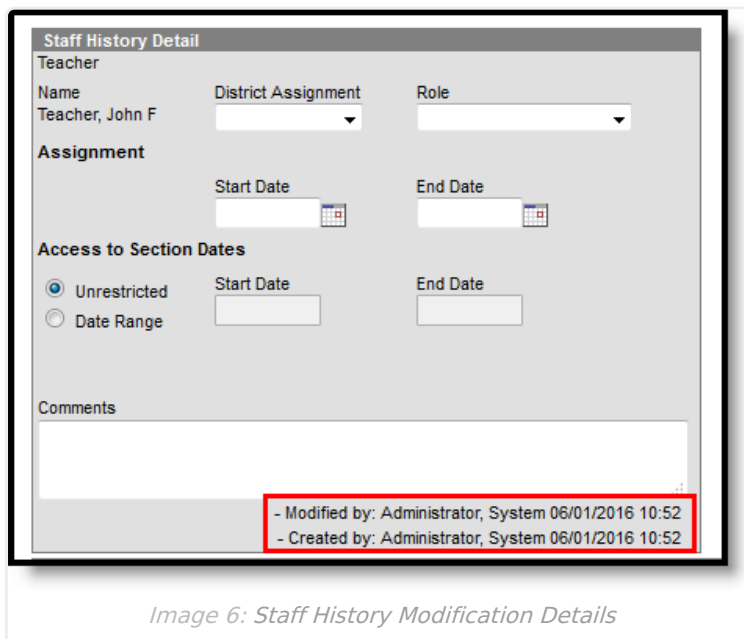 Staff History Detail
Teacher
Name District Assignment Role
Teacher, John F
Assignment
Start Date End Date
Access to Section Dates
Unrestricted Start Date End Date
Date Range
Comments
- Modified by: Administrator, System 06/01/2016 10:52
- Created by: Administrator, System 06/01/2016 10:52
Image 6: Staff History Modification Details